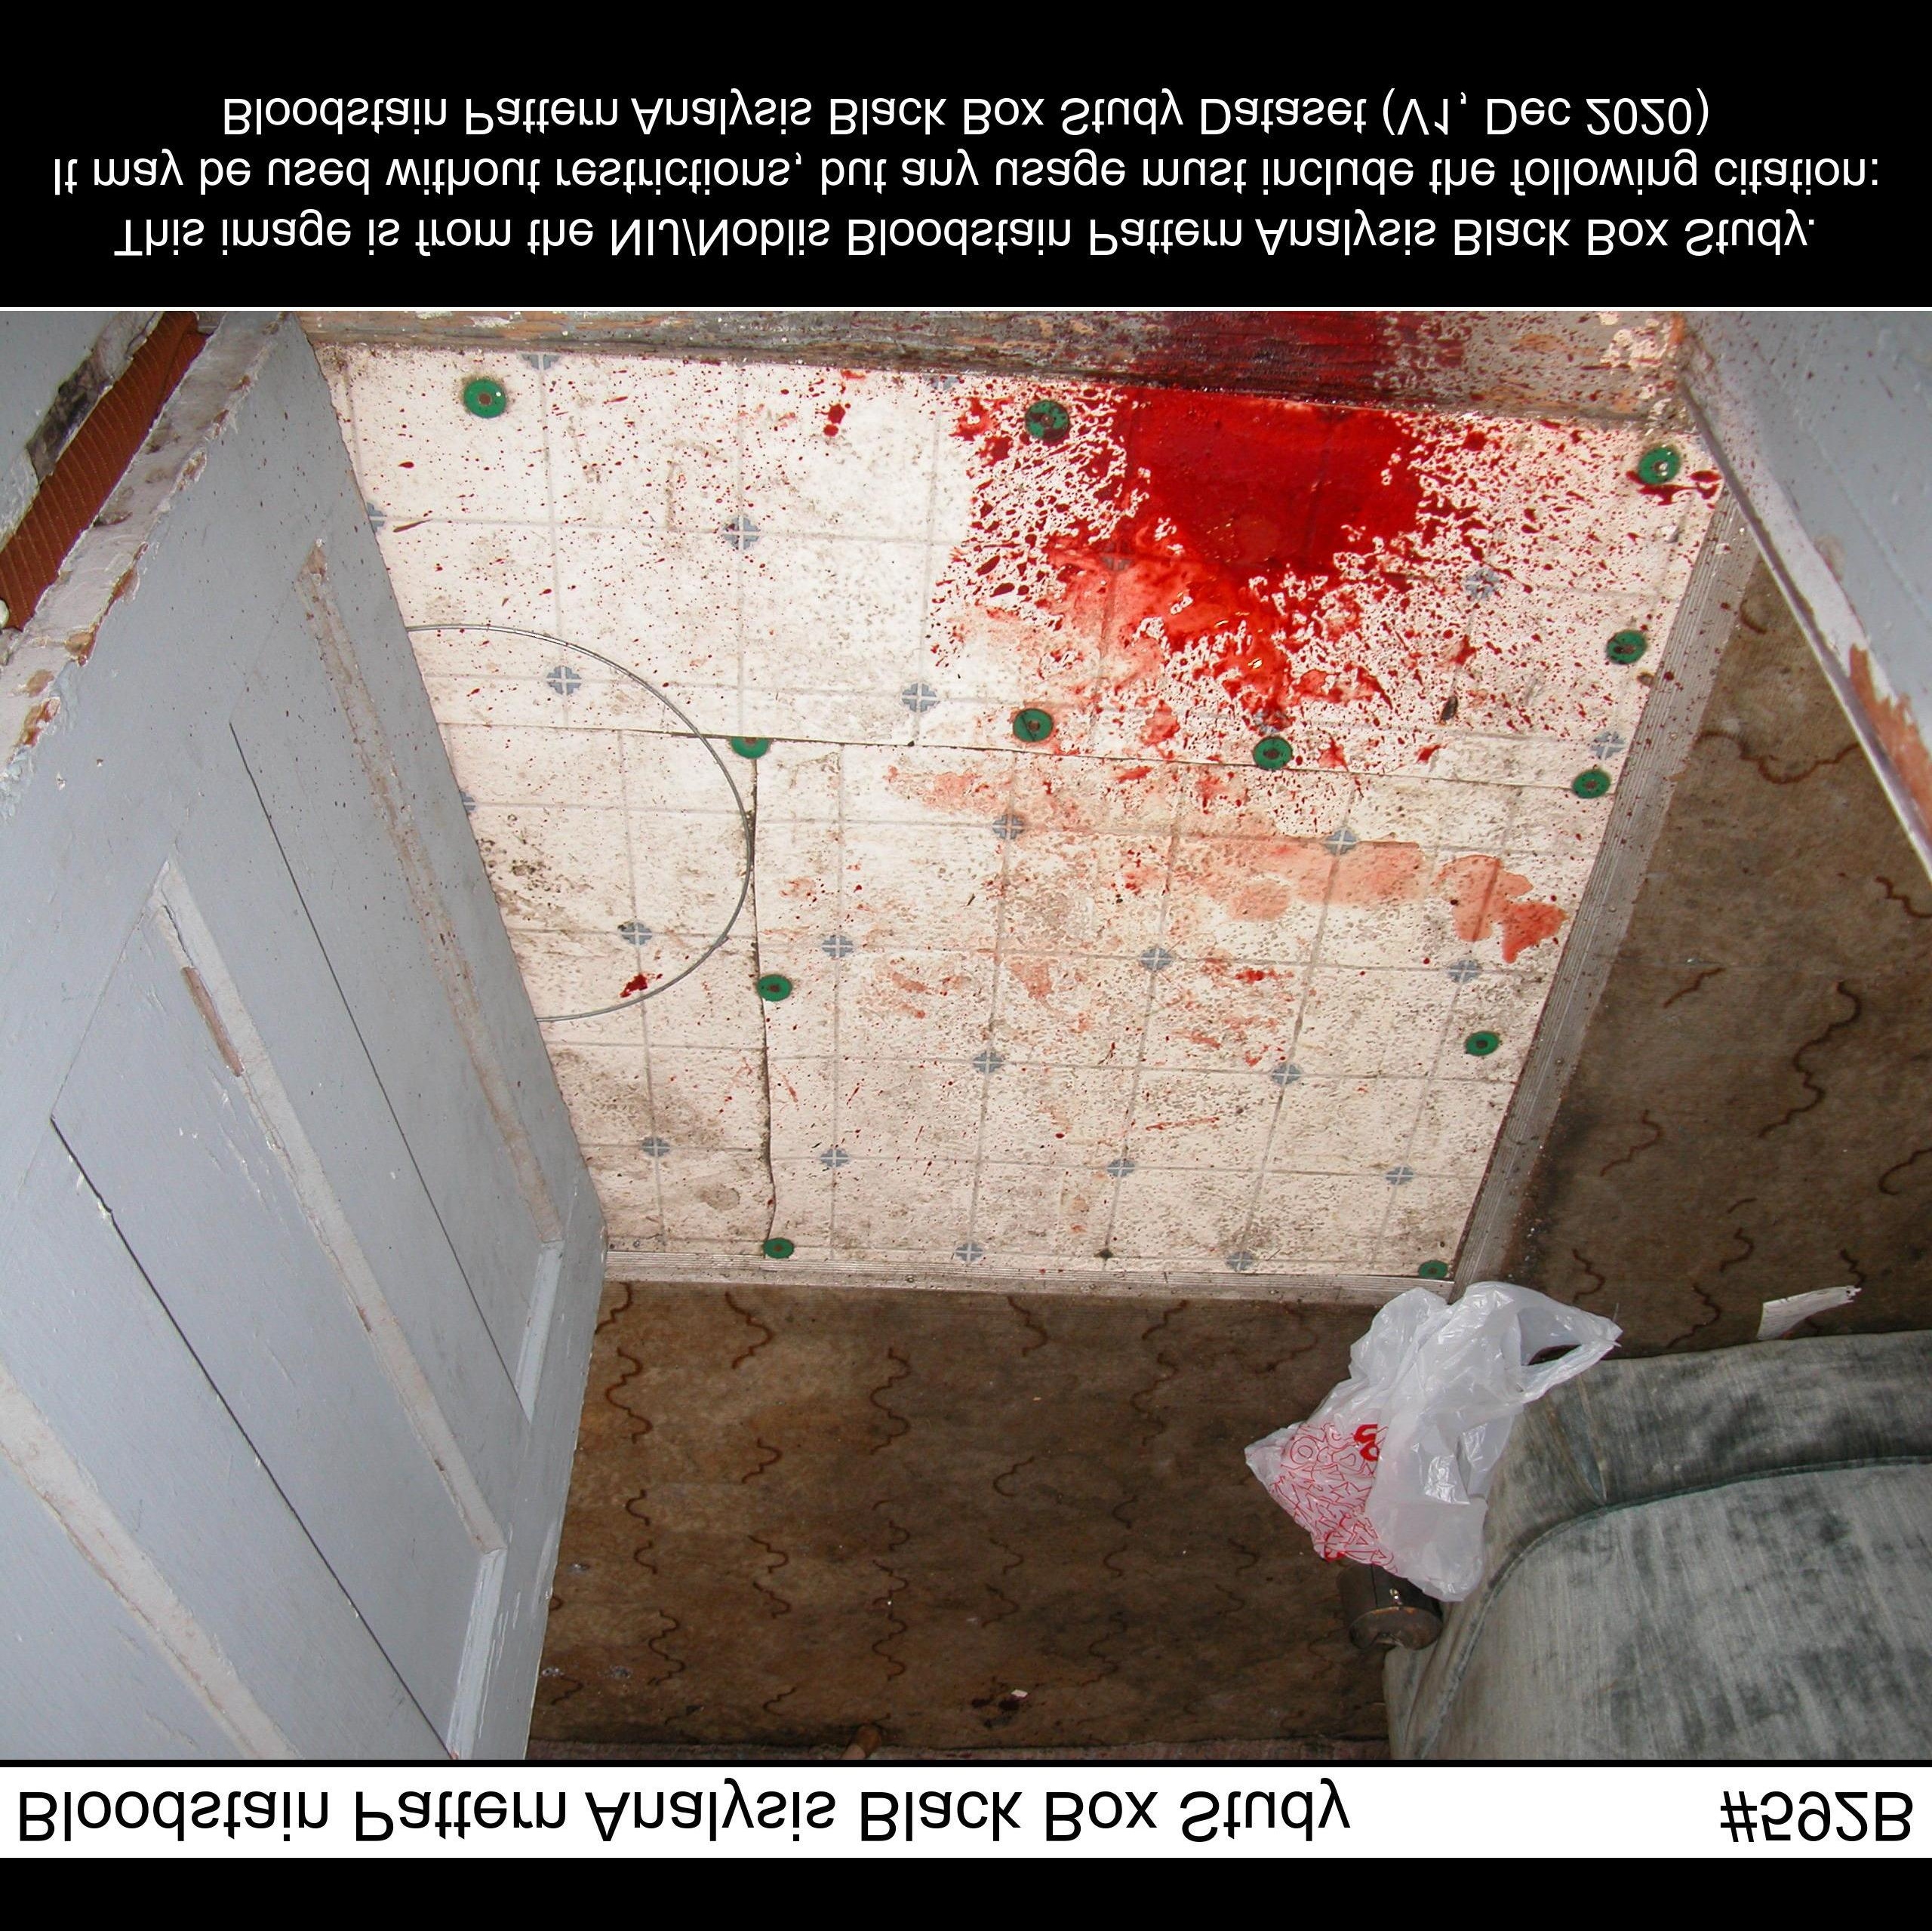 Bloodstain Pattern Analysis Black Box Study #592B
This image is from the NIJ/Noblis Bloodstain Pattern Analysis Black Box Study.
It may be used without restrictions, but any usage must include the following citation:
Bloodstain Pattern Analysis Black Box Study Dataset (V1, Dec 2020)